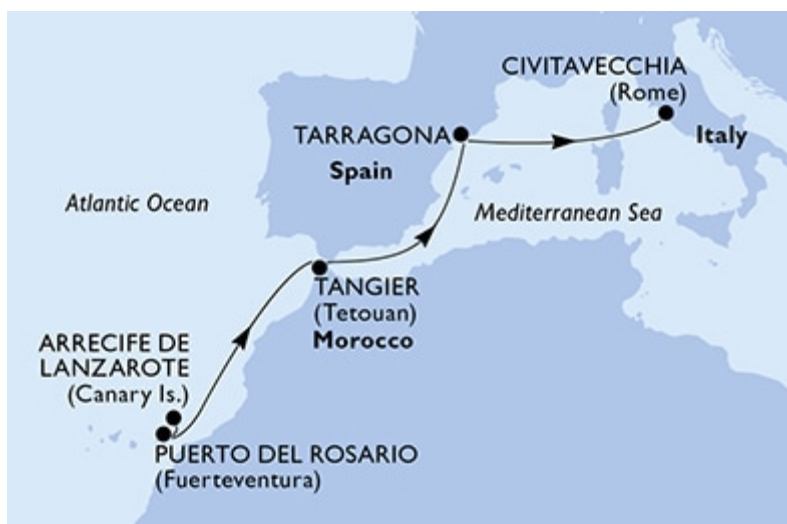 CIVITAVECCHIA
(Rome)
TARRAGONA
Italy
Spain
Atlantic Ocean
Mediterranean Sea
TANGIER
(Tetouan)
Morocco
ARRECIFE DE
LANZAROTE
(Canary Is.)
PUERTO DEL ROSARIO
(Fuerteventura)